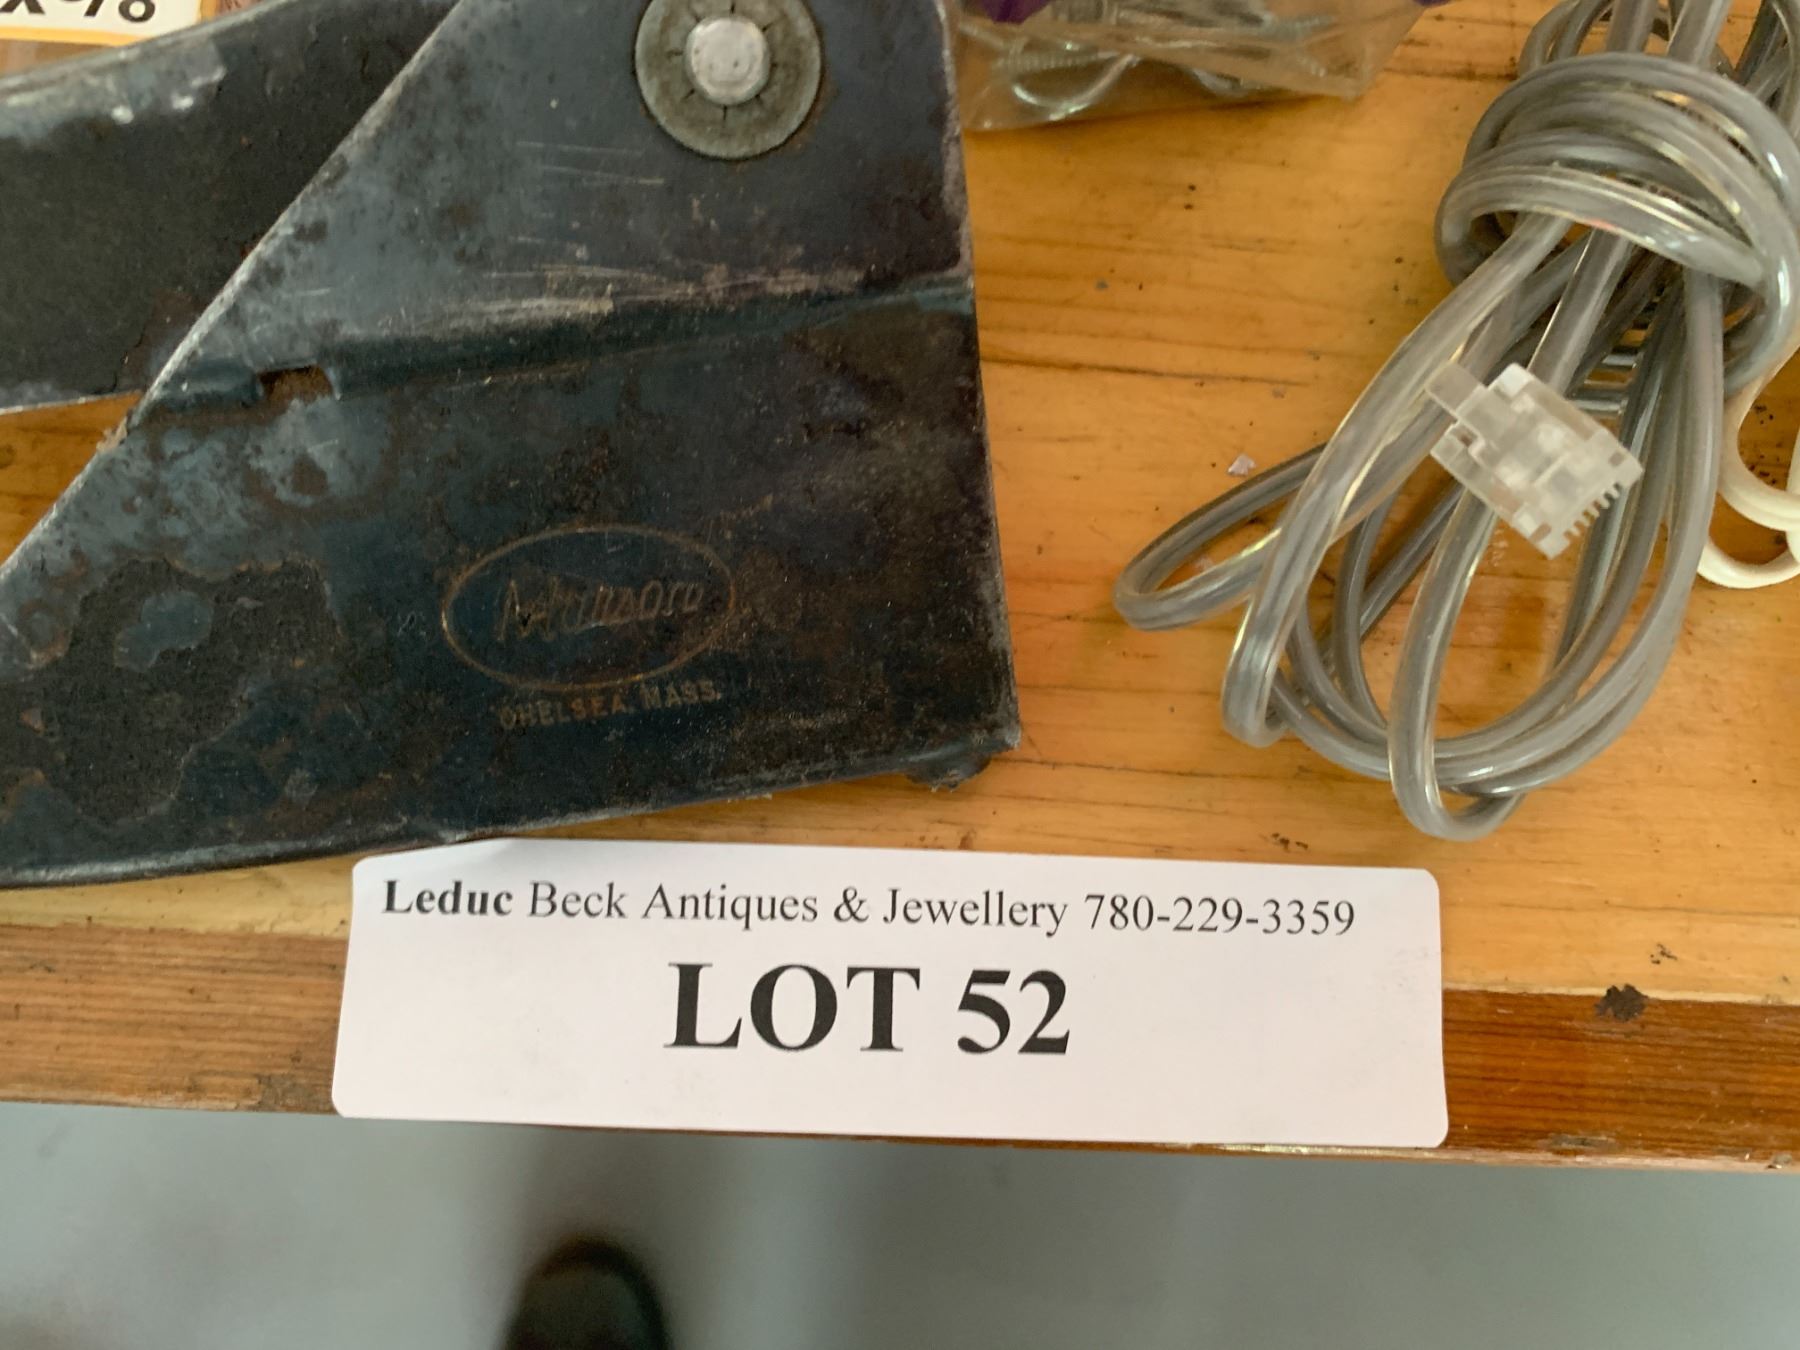 CHELSEA, MASS.
Leduc Beck Antiques & Jewellery 780-229-3359
LOT 52